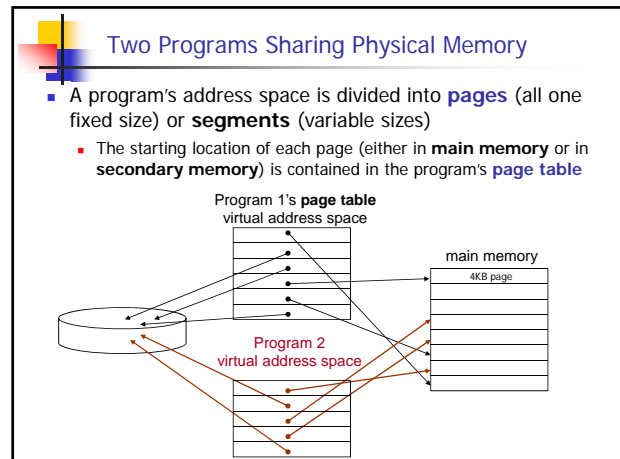 Two Programs Sharing Physical Memory
A program's address space is divided into pages (all one
fixed size) or segments (variable sizes)
The starting location of each page (either in main memory or in
secondary memory) is contained in the program's page table
Program 1's page table
virtual address space
main memory
4KB page
Program 2
virtual address space